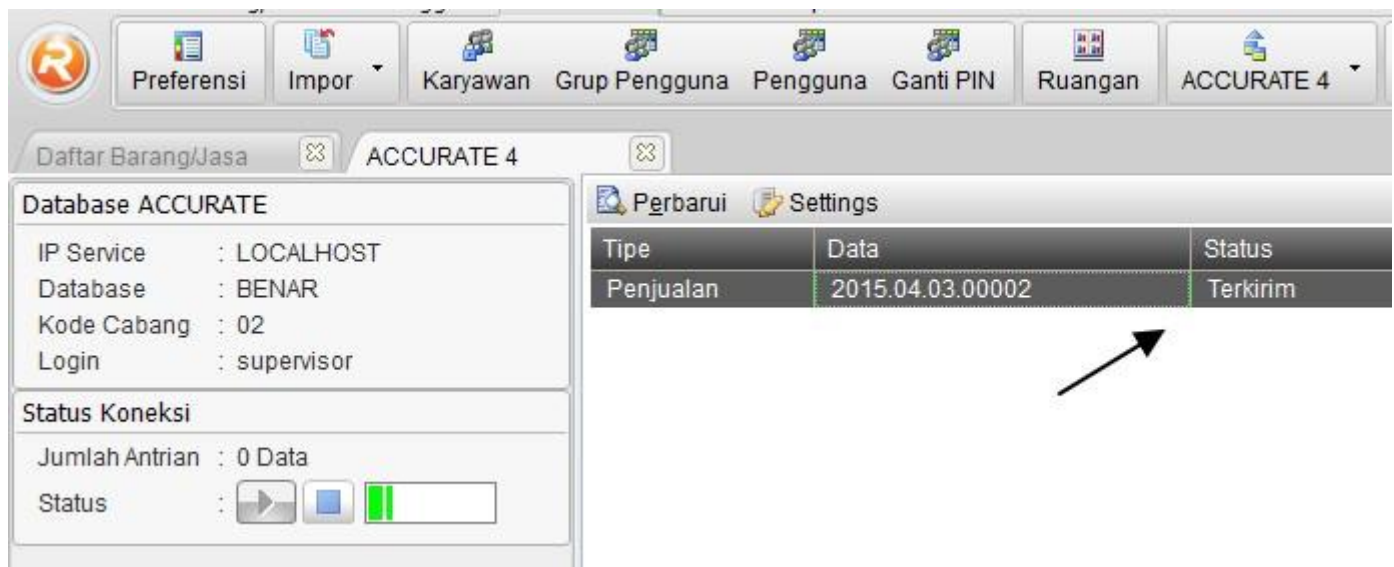 Preferensi Impor Karyawan Grup Pengguna Pengguna Ganti PIN Ruangan ACCURATE 4
Daftar Barang/Jasa ACCURATE 4
Database ACCURATE
IP Service : LOCALHOST
Database : BENAR
Kode Cabang : 02
Login : supervisor
Status Koneksi
Jumlah Antrian : 0 Data
Status :
Perbarui Settings
Tipe Data Status
Penjualan 2015.04.03.00002 Terkirim